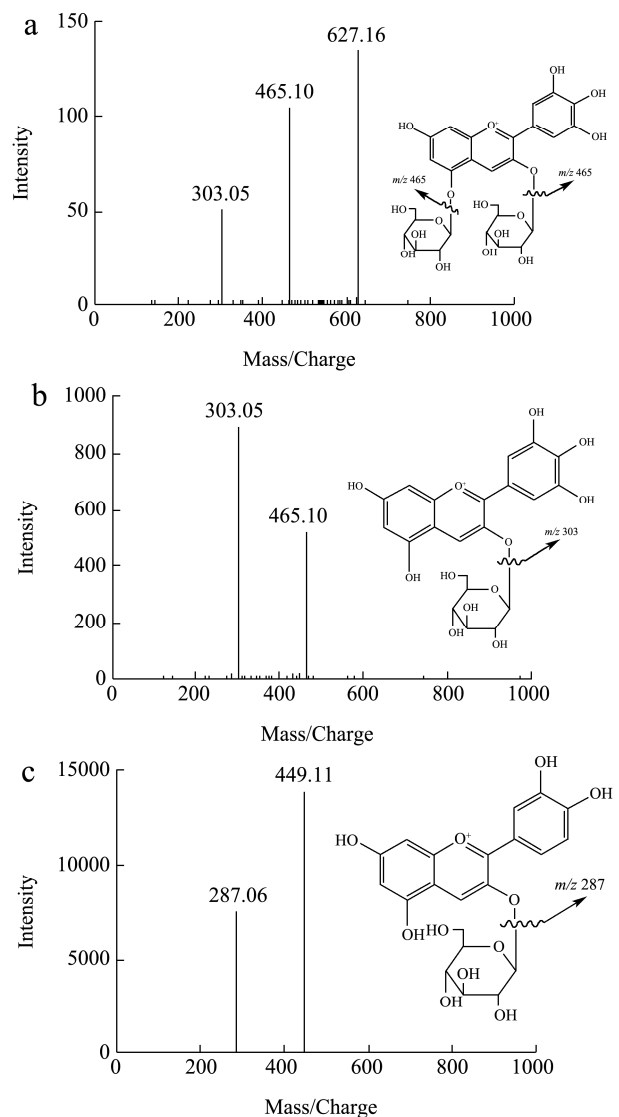 a
150
100
50
0
Intensity
303.05
465.10
627.16
0
200
400
600
800
1000
Mass/Charge
OH
OH
OH
HO
O+
O
O
m/z 465
m/z 465
HO
O
OH
OH
OH
HO
O
OH
OH
OH
b
1000
800
600
400
200
0
Intensity
303.05
465.10
0
200
400
600
800
1000
Mass/Charge
OH
OH
OH
HO
O+
O
OH
m/z 303
HO
O
OH
OH
OH
c
15000
10000
5000
0
Intensity
287.06
449.11
0
200
400
600
800
1000
Mass/Charge
OH
OH
HO
O+
O
OH
m/z 287
HO
O
OH
OH
OH